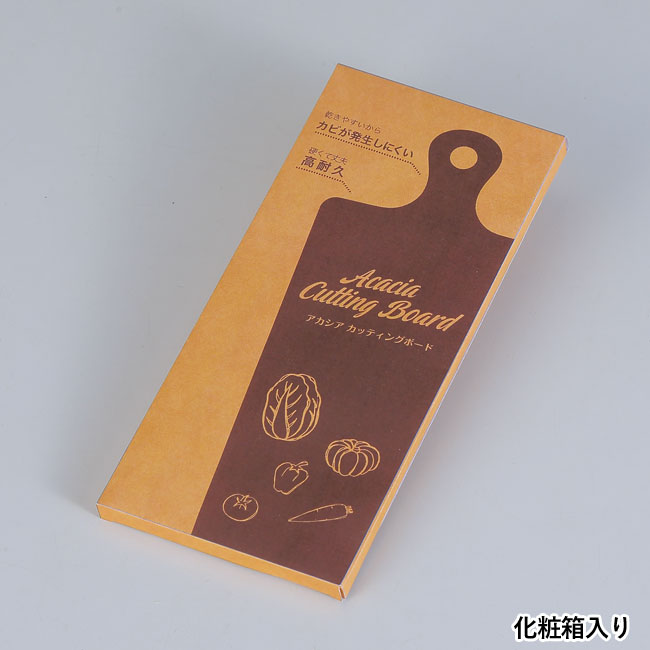 乾きやすいから
カビが発生しにくい
硬くて丈夫
高耐久
Acacia
Cutting Board
アカシア カッティングボード
化粧箱入り